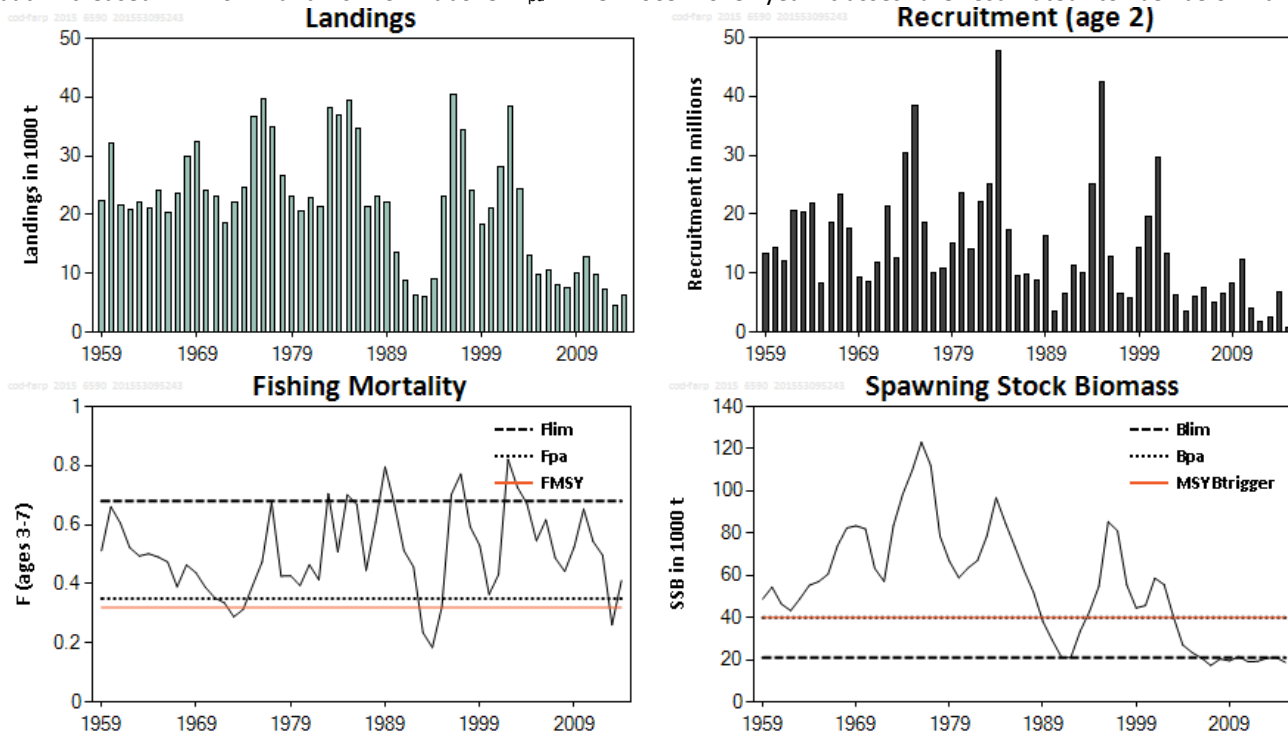 cod-farp 2015 6590 201553095243
cod-farp 2015 6590 201553095243
Landings
Recruitment (age 2)
50
40
30
20
10
0
Landings in 1000 t
1959
1969
1979
1989
1999
2009
50
40
30
20
10
0
Recruitment in millions
1959
1969
1979
1989
1999
2009
cod-farp 2015 6590 201553095243
cod-farp 2015 6590 201553095243
Fishing Mortality
Spawning Stock Biomass
1
0.8
0.6
0.4
0.2
0
F (ages 3-7)
Flim
Fpa
FMSY
1959
1969
1979
1989
1999
2009
140
120
100
80
60
40
20
0
SSB in 1000 t
Blim
Bpa
MSYBtrigger
1959
1969
1979
1989
1999
2009